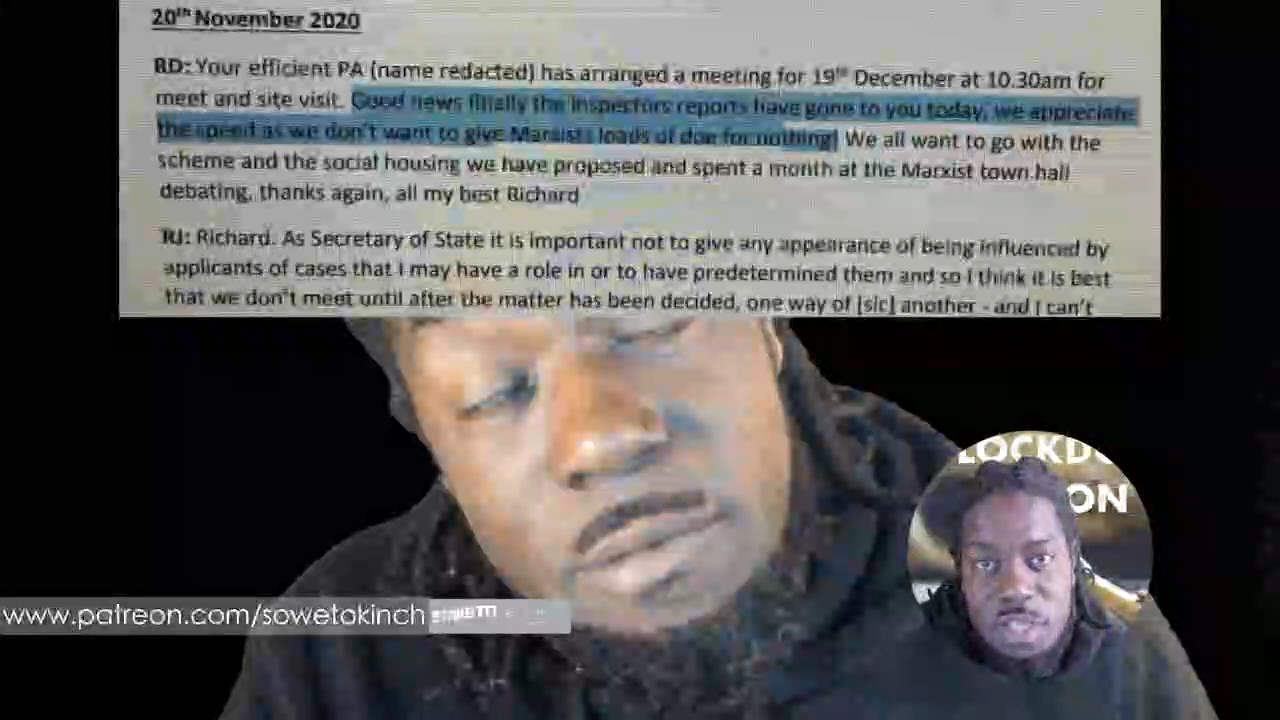 20th November 2020
RD: Your efficient PA (name redacted) has arranged a meeting for 19th December at 10.30am for
meet and site visit. Good news finally the inspectors reports have gone to you today, we appreciate
the speed as we don't want to give Marxists loads of doe for nothing! We all want to go with the
scheme and the social housing we have proposed and spent a month at the Marxist town hall
debating, thanks again, all my best Richard
RJ: Richard. As Secretary of State it is important not to give any appearance of being influenced by
applicants of cases that I may have a role in or to have predetermined them and so I think it is best
that we don't meet until after the matter has been decided, one way of [sic] another - and I can't
LOCKD
ON
www.patreon.com/sowetokinch